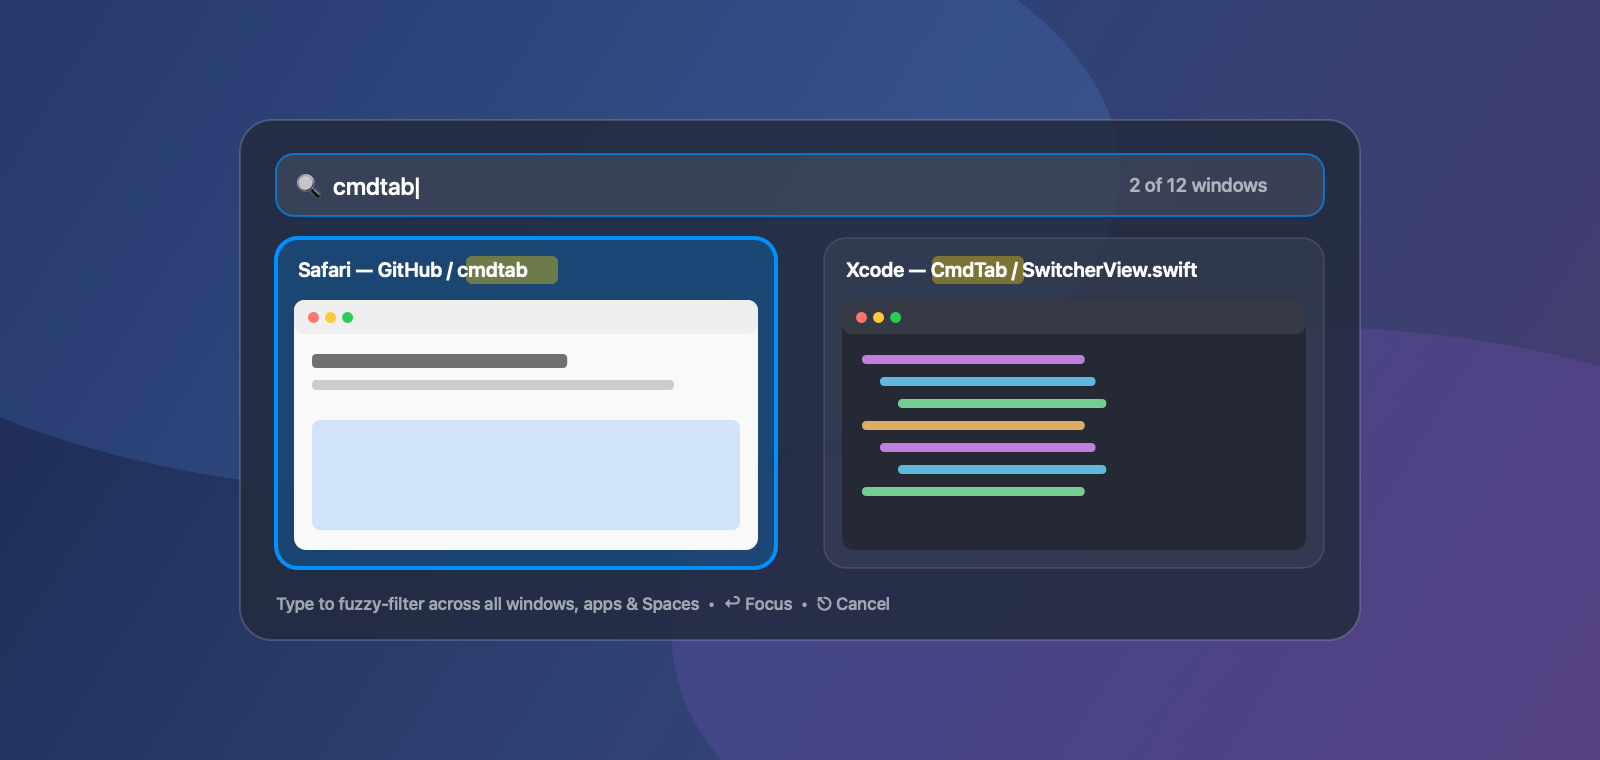 cmdtab
2 of 12 windows
Safari — GitHub / cmdtab
Xcode — CmdTab / SwitcherView.swift
Type to fuzzy-filter across all windows, apps & Spaces • ↩ Focus • ⎋ Cancel